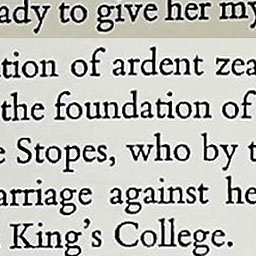 ady to give her my
tion of ardent zea
the foundation of
e Stopes, who by t
arriage against he
King's College.